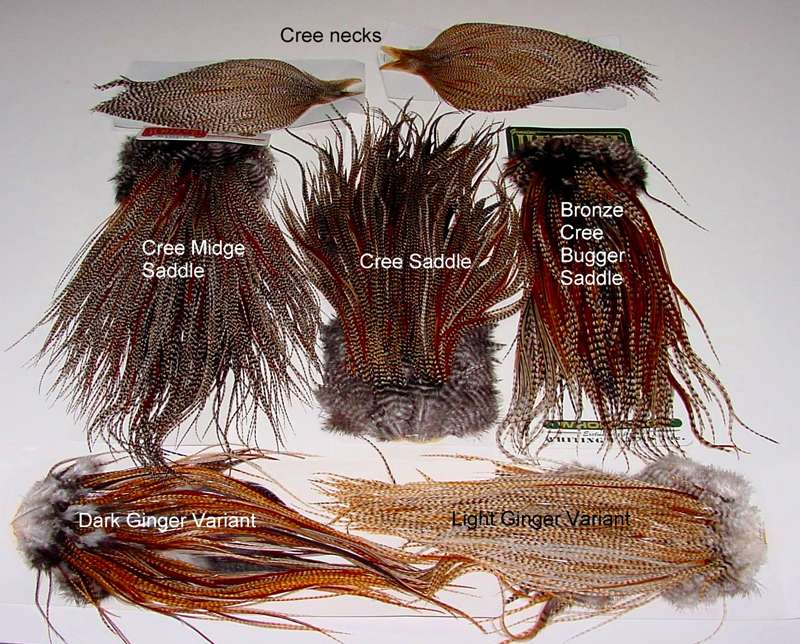 Cree necks
Cree Midge
Saddle
Cree Saddle
Bronze
Cree
Bugger
Saddle
Dark Ginger Variant
Light Ginger Variant